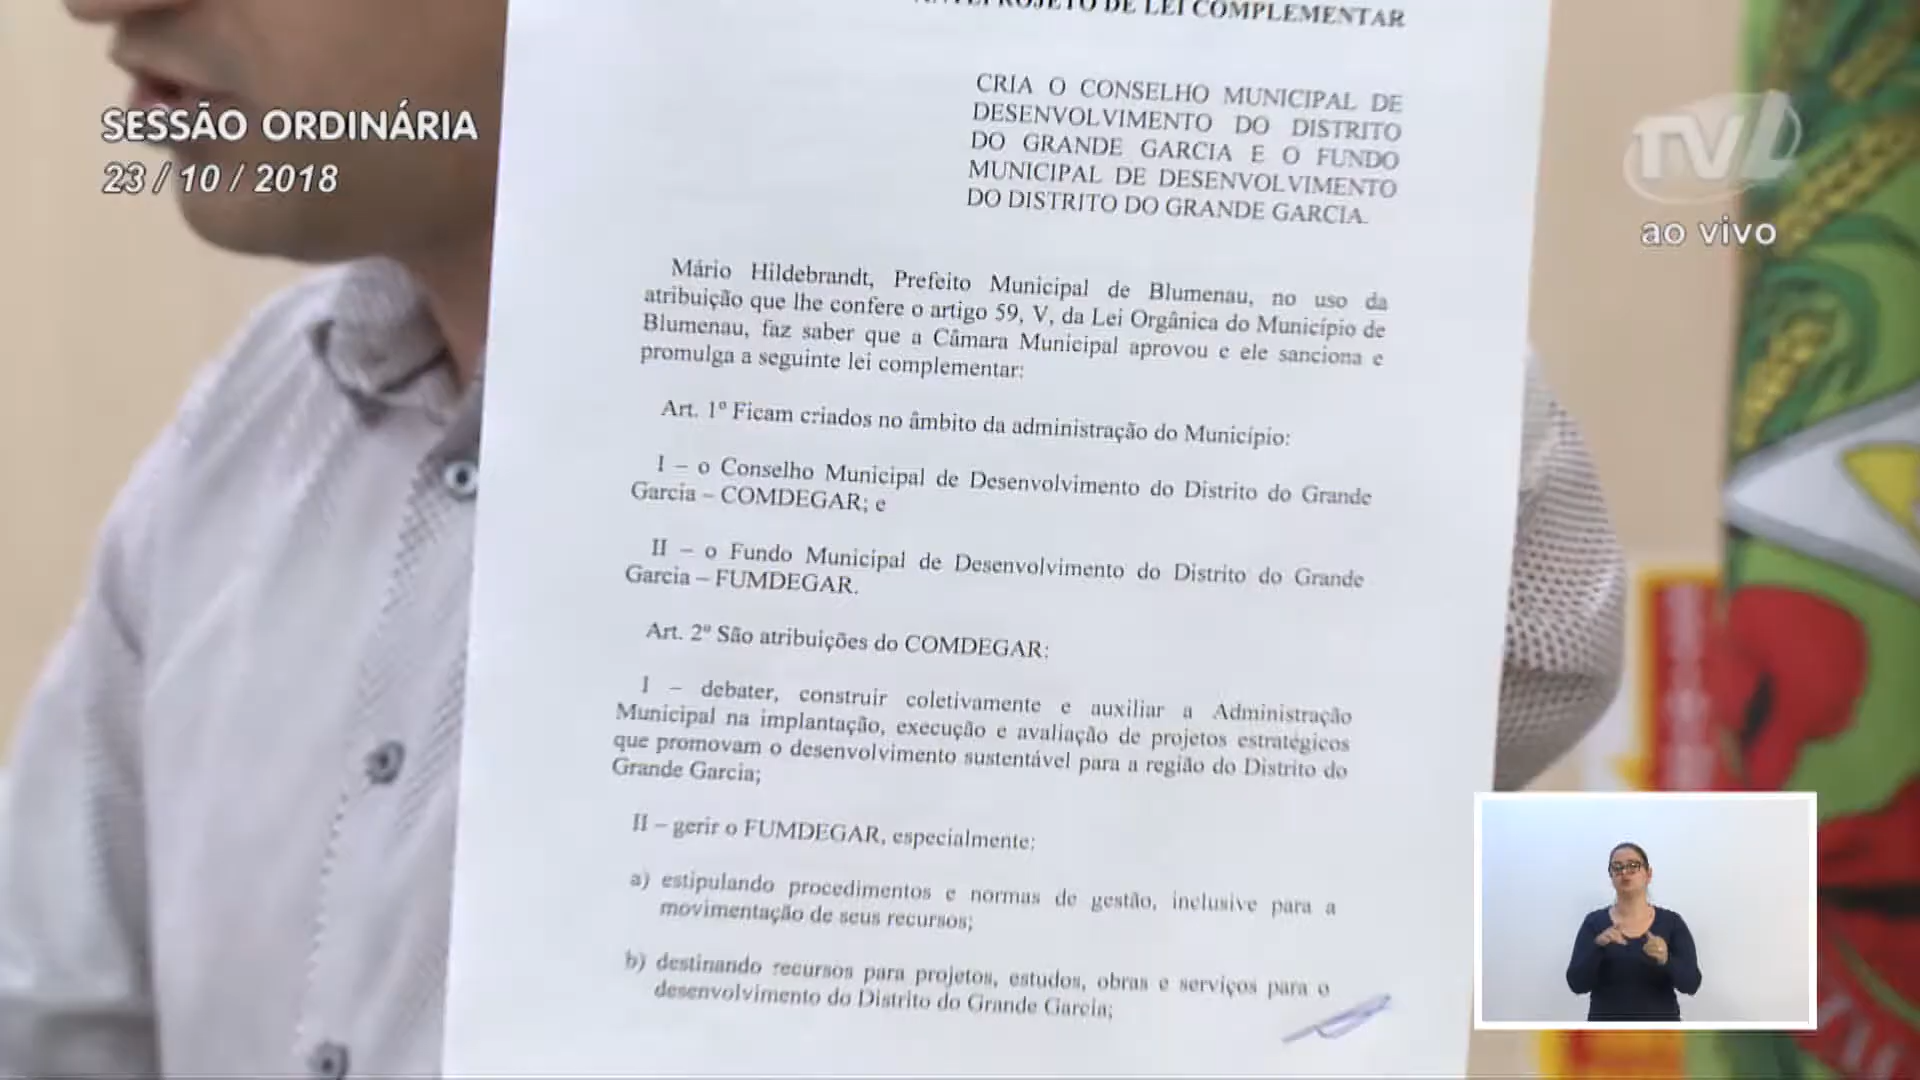 ANTEPROJETO DE LEI COMPLEMENTAR
SESSÃO ORDINÁRIA
23 / 10 / 2018
TVL
ao vivo
CRIA O CONSELHO MUNICIPAL DE
DESENVOLVIMENTO DO DISTRITO
DO GRANDE GARCIA E O FUNDO
MUNICIPAL DE DESENVOLVIMENTO
DO DISTRITO DO GRANDE GARCIA.
Mário Hildebrandt, Prefeito Municipal de Blumenau, no uso da
atribuição que lhe confere o artigo 59, V, da Lei Orgânica do Município de
Blumenau, faz saber que a Câmara Municipal aprovou e ele sanciona e
promulga a seguinte lei complementar:
Art. 1º Ficam criados no âmbito da administração do Município:
I – o Conselho Municipal de Desenvolvimento do Distrito do Grande
Garcia – COMDEGAR; e
II – o Fundo Municipal de Desenvolvimento do Distrito do Grande
Garcia – FUMDEGAR.
Art. 2º São atribuições do COMDEGAR:
I – debater, construir coletivamente e auxiliar a Administração
Municipal na implantação, execução e avaliação de projetos estratégicos
que promovam o desenvolvimento sustentável para a região do Distrito do
Grande Garcia;
II – gerir o FUMDEGAR, especialmente:
a) estipulando procedimentos e normas de gestão, inclusive para a
movimentação de seus recursos;
b) destinando recursos para projetos, estudos, obras e serviços para o
desenvolvimento do Distrito do Grande Garcia;